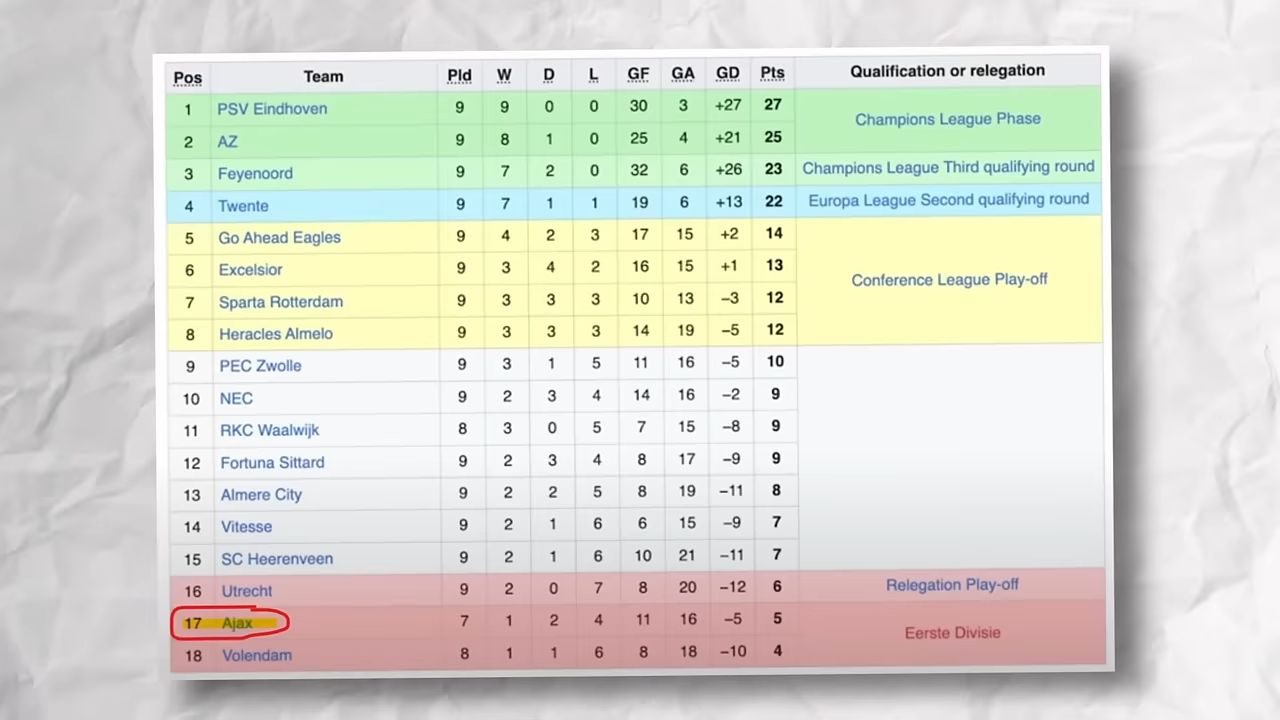 Pos Team Pld W D L GF GA GD Pts Qualification or relegation
1 PSV Eindhoven 9 9 0 0 30 3 +27 27
Champions League Phase
2 AZ 9 8 1 0 25 4 +21 25
3 Feyenoord 9 7 2 0 32 6 +26 23 Champions League Third qualifying round
4 Twente 9 7 1 1 19 6 +13 22 Europa League Second qualifying round
5 Go Ahead Eagles 9 4 2 3 17 15 +2 14
6 Excelsior 9 3 4 2 16 15 +1 13
Conference League Play-off
7 Sparta Rotterdam 9 3 3 3 10 13 −3 12
8 Heracles Almelo 9 3 3 3 14 19 −5 12
9 PEC Zwolle 9 3 1 5 11 16 −5 10
10 NEC 9 2 3 4 14 16 −2 9
11 RKC Waalwijk 8 3 0 5 7 15 −8 9
12 Fortuna Sittard 9 2 3 4 8 17 −9 9
13 Almere City 9 2 2 5 8 19 −11 8
14 Vitesse 9 2 1 6 6 15 −9 7
15 SC Heerenveen 9 2 1 6 10 21 −11 7
16 Utrecht 9 2 0 7 8 20 −12 6 Relegation Play-off
17 Ajax 7 1 2 4 11 16 −5 5
Eerste Divisie
18 Volendam 8 1 1 6 8 18 −10 4